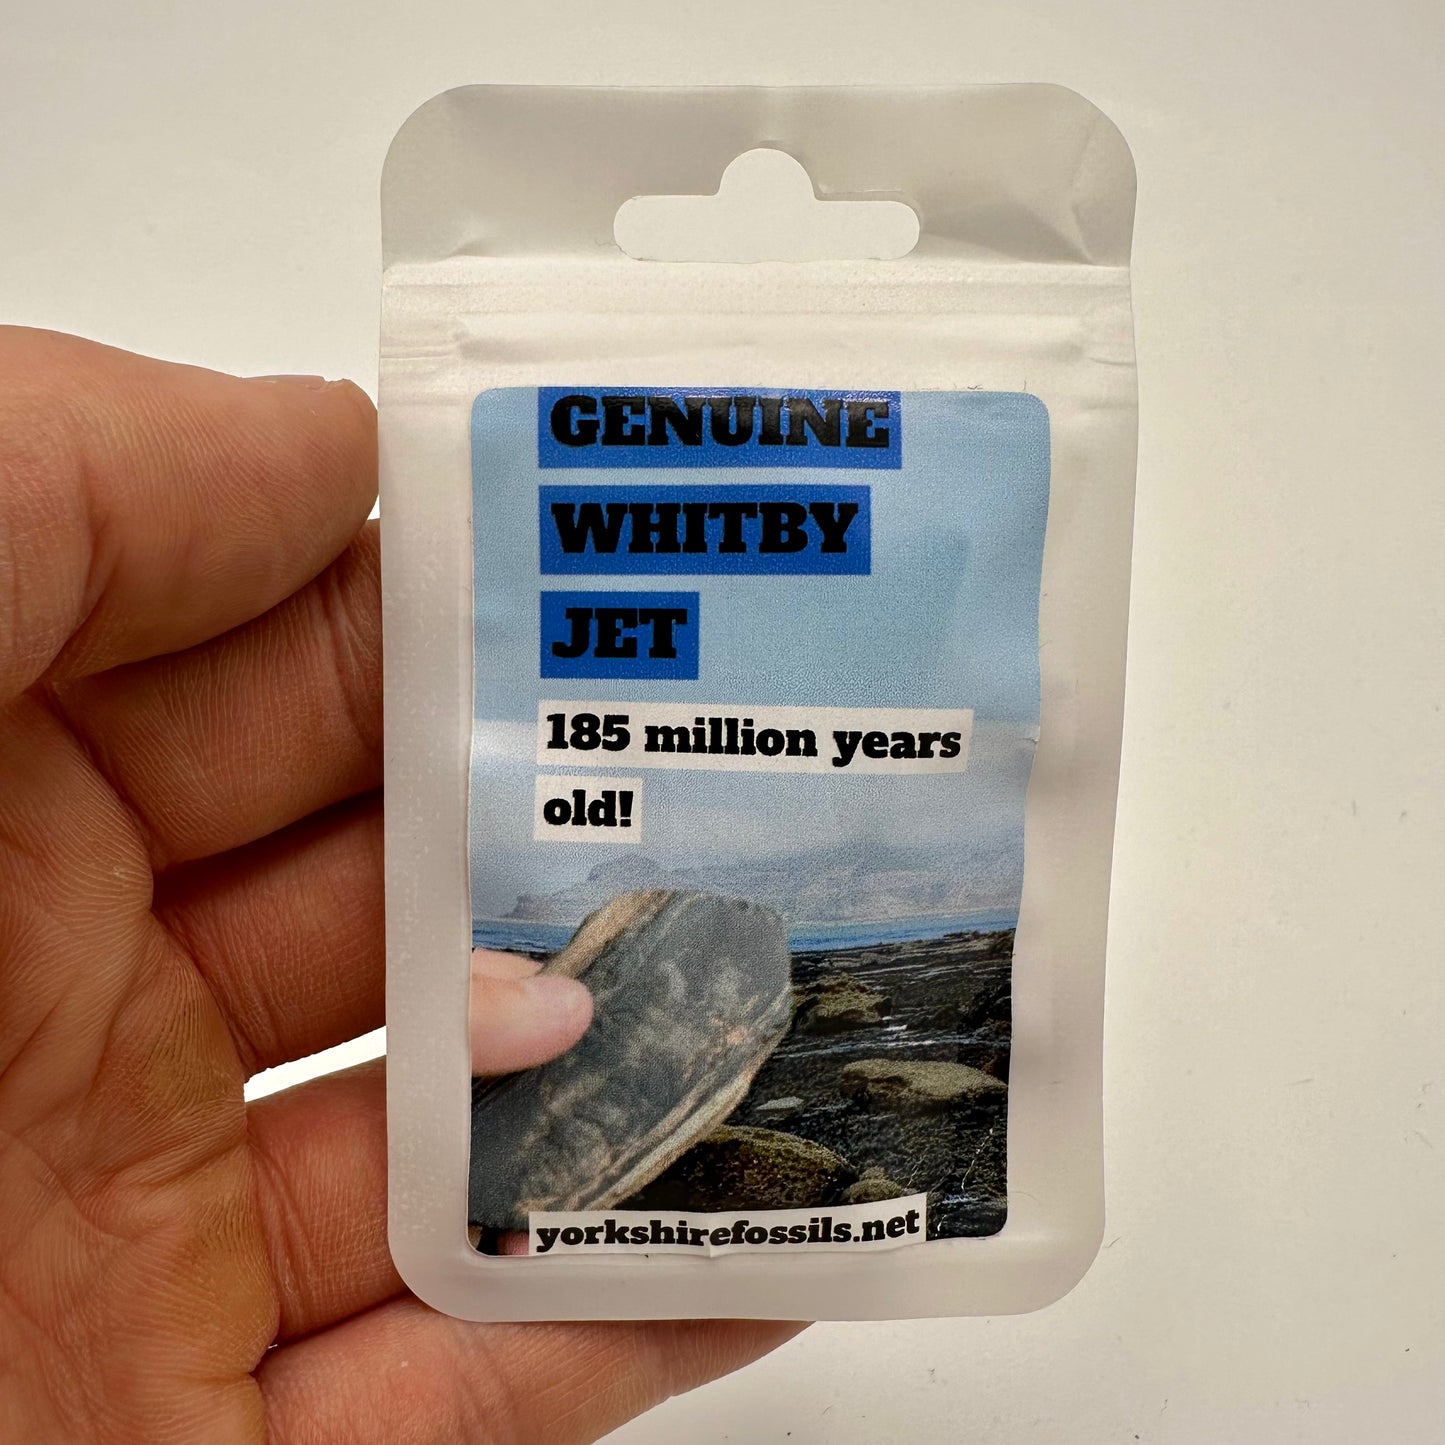 GENUINE
WHITBY
JET
185 million years
old!
yorkshirefossils.net